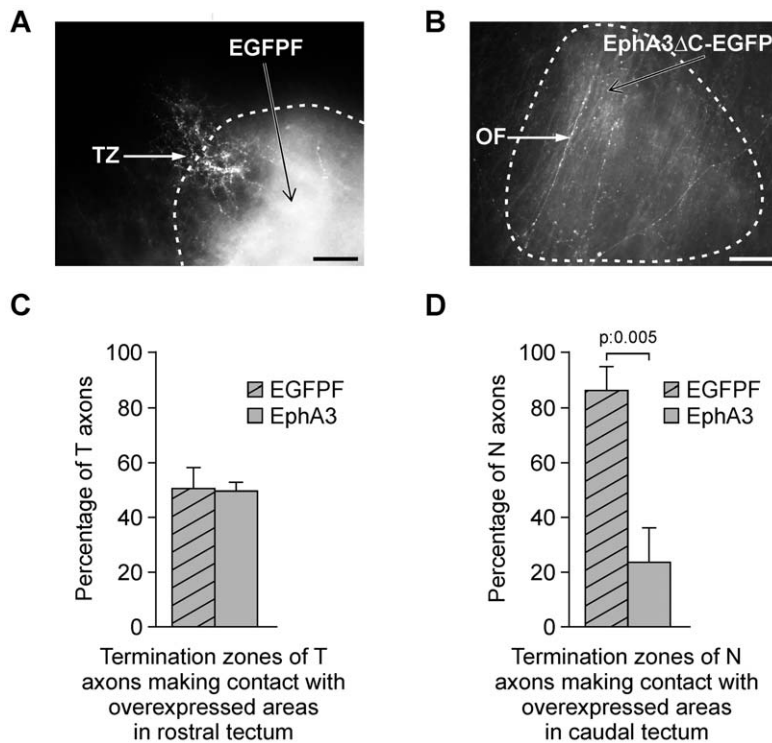 A
EGFPF
TZ
B
EphA3ΔC-EGFP
OF
C
100
80
60
40
20
0
Percentage of T axons
EGFPF
EphA3
Termination zones of T
axons making contact with
overexpressed areas
in rostral tectum
D
p:0.005
100
80
60
40
20
0
Percentage of N axons
EGFPF
EphA3
Termination zones of N
axons making contact with
overexpressed areas
in caudal tectum